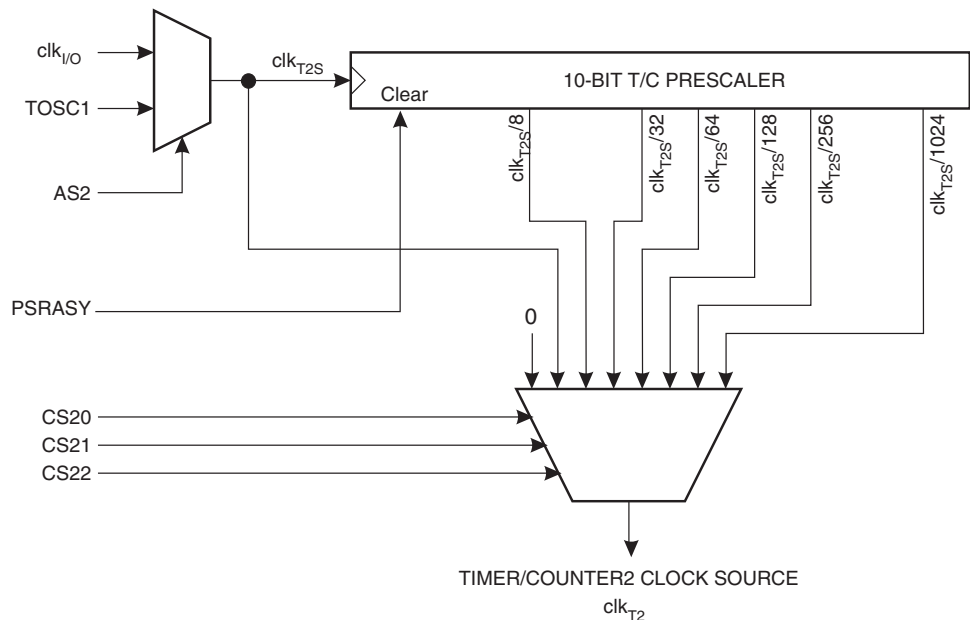 clkI/O
clkT2S
10-BIT T/C PRESCALER
TOSC1
Clear
AS2
clkT2S/8
clkT2S/32
clkT2S/64
clkT2S/128
clkT2S/256
clkT2S/1024
PSRASY
0
CS20
CS21
CS22
TIMER/COUNTER2 CLOCK SOURCE
clkT2